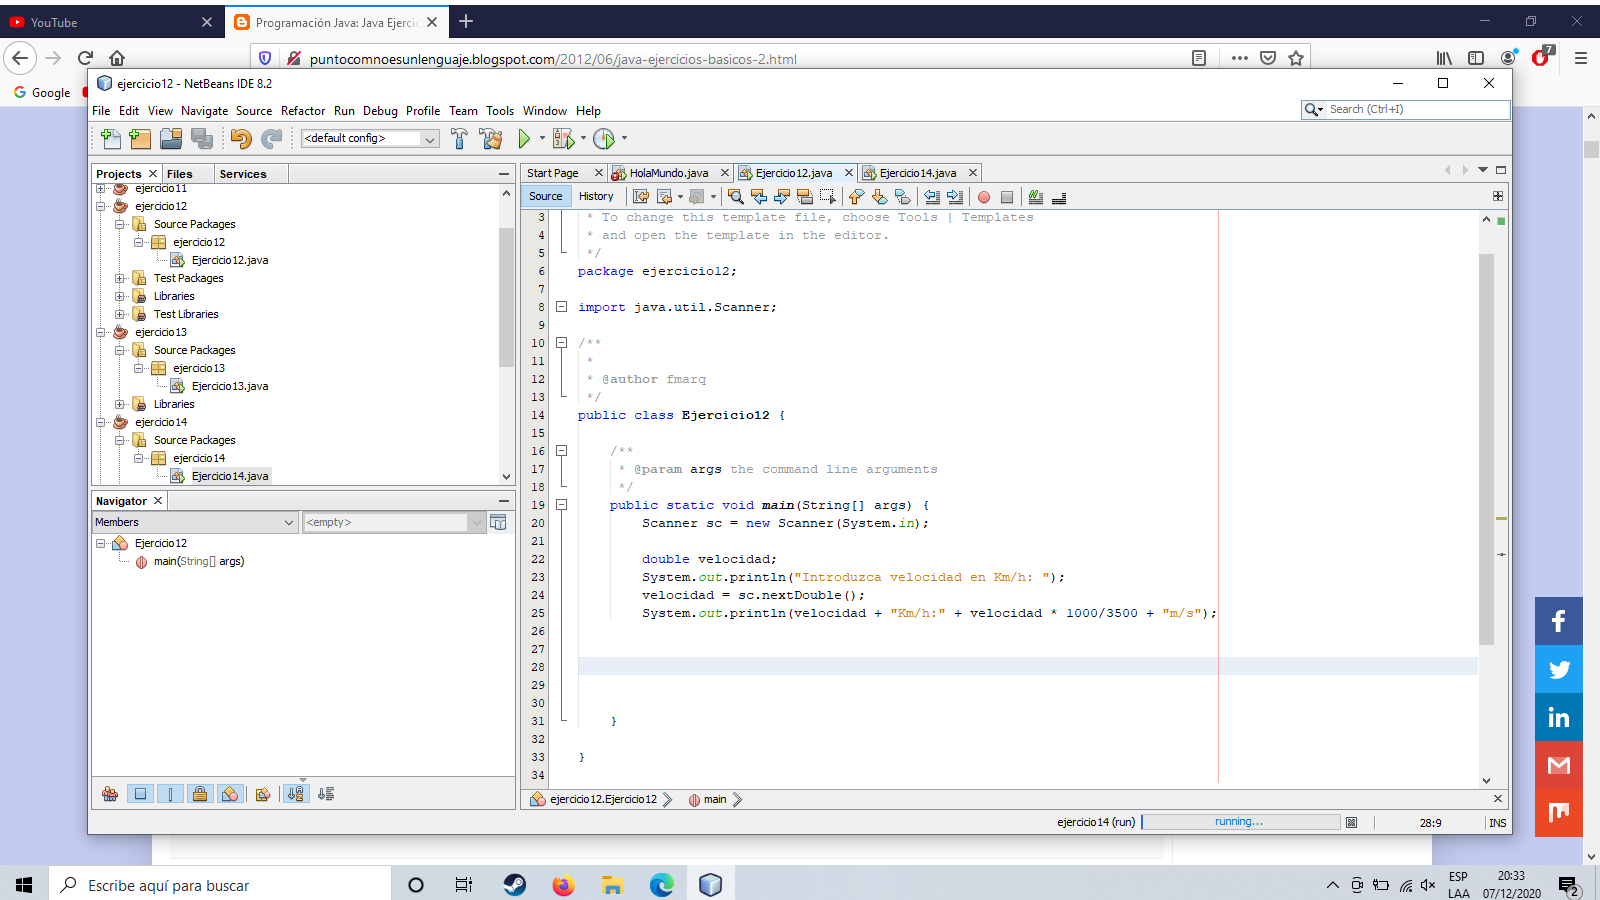 YouTube
Programación Java: Java Ejercic
puntocomnoesunlenguaje.blogspot.com/2012/06/java-ejercicios-basicos-2.html
7
Google
ejercicio12 - NetBeans IDE 8.2
File Edit View Navigate Source Refactor Run Debug Profile Team Tools Window Help
Search (Ctrl+I)
<default config>
Projects
Files
Services
ejercicio11
ejercicio12
Source Packages
ejercicio12
Ejercicio12.java
Test Packages
Libraries
Test Libraries
ejercicio13
Source Packages
ejercicio13
Ejercicio13.java
Libraries
ejercicio14
Source Packages
ejercicio14
Ejercicio14.java
Navigator
Members
<empty>
Ejercicio12
main(String[] args)
Start Page
HolaMundo.java
Ejercicio12.java
Ejercicio14.java
Source
History
3 * To change this template file, choose Tools | Templates
4 * and open the template in the editor.
5 */
6 package ejercicio12;
7
8 import java.util.Scanner;
9
10 /**
11 *
12 * @author fmarq
13 */
14 public class Ejercicio12 {
15
16 /**
17 * @param args the command line arguments
18 */
19 public static void main(String[] args) {
20 Scanner sc = new Scanner(System.in);
21
22 double velocidad;
23 System.out.println("Introduzca velocidad en Km/h: ");
24 velocidad = sc.nextDouble();
25 System.out.println(velocidad + "Km/h:" + velocidad * 1000/3500 + "m/s");
26
27
28
29
30
31 }
32
33 }
34
ejercicio12.Ejercicio12
main
ejercicio14 (run)
running...
28:9
INS
Escribe aquí para buscar
ESP
LAA
20:33
07/12/2020
2